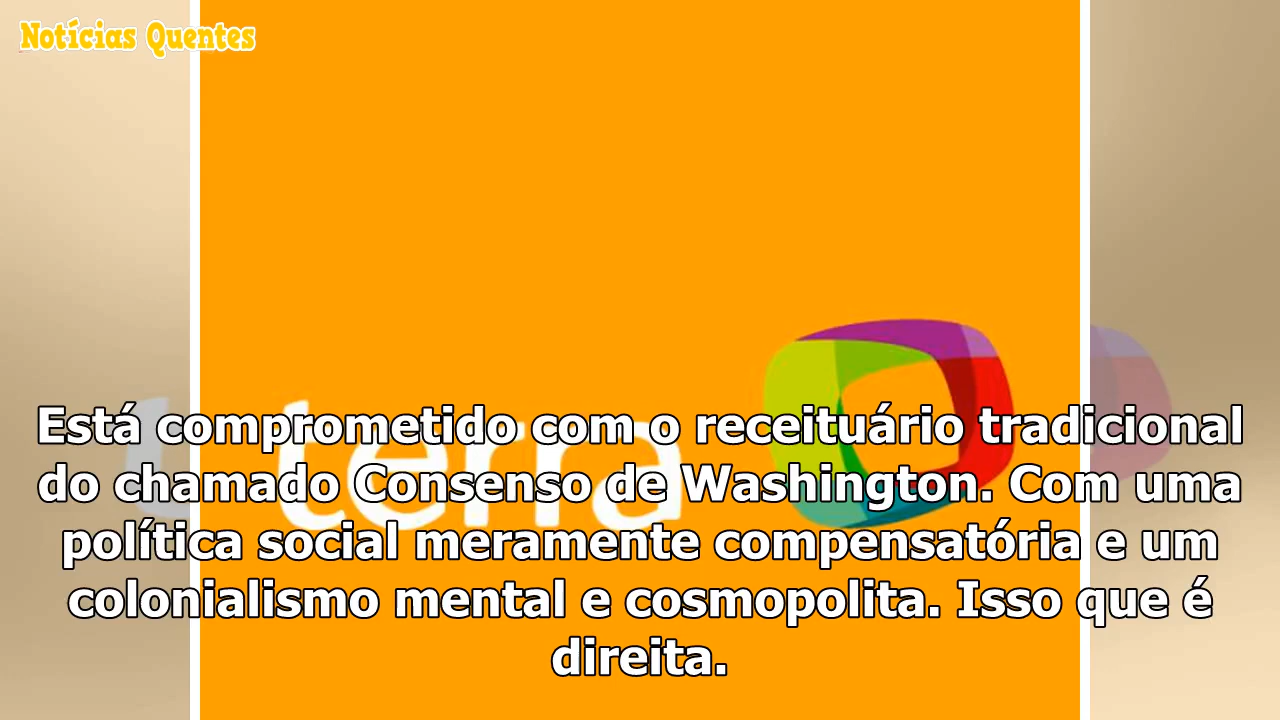 Notícias Quentes
terra
Está comprometido com o receituário tradicional
do chamado Consenso de Washington. Com uma
política social meramente compensatória e um
colonialismo mental e cosmopolita. Isso que é
direita.